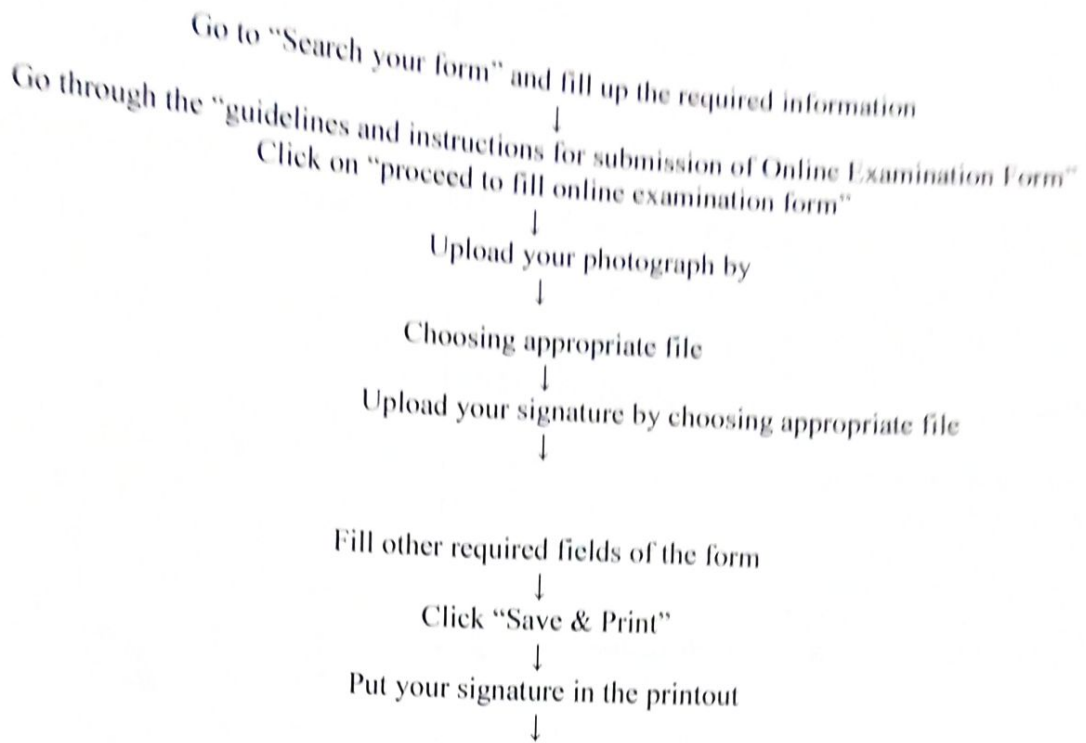 Go to “Search your form” and fill up the required information
↓
Go through the “guidelines and instructions for submission of Online Examination Form”
Click on “proceed to fill online examination form”
↓
Upload your photograph by
↓
Choosing appropriate file
↓
Upload your signature by choosing appropriate file
↓
Fill other required fields of the form
↓
Click “Save & Print”
↓
Put your signature in the printout
↓